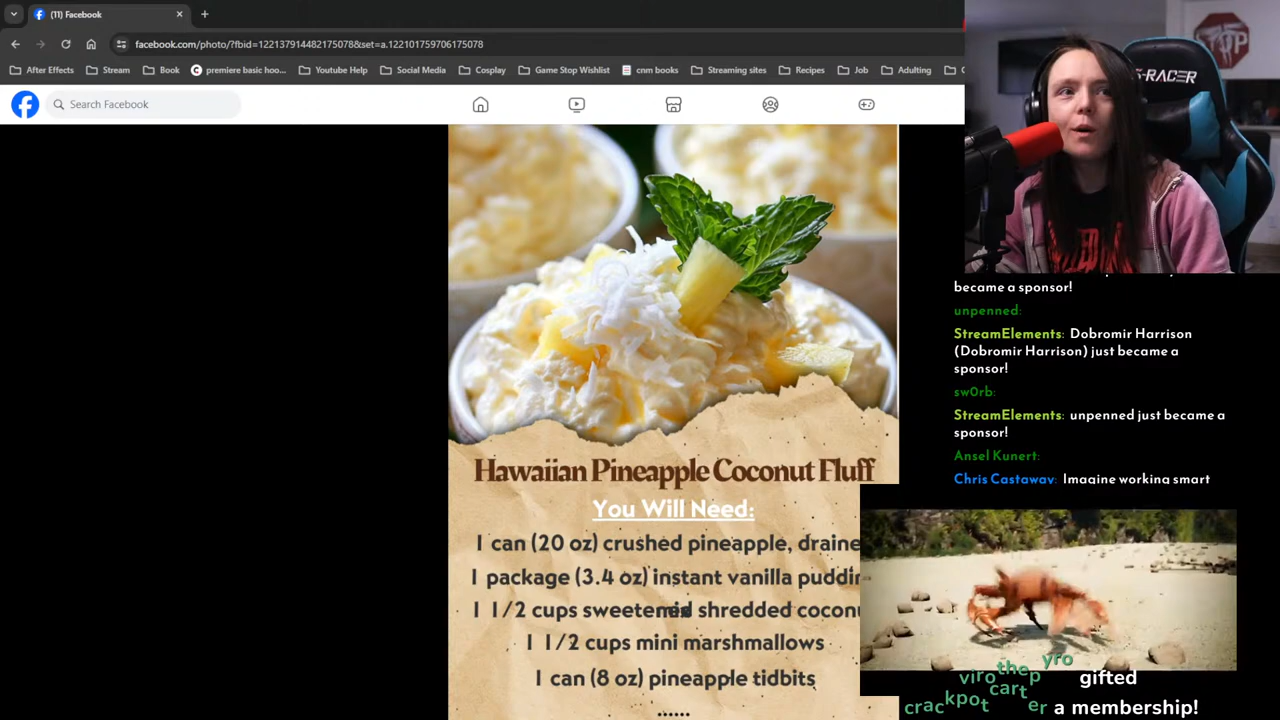 (11) Facebook
facebook.com/photo/?fbid=122137914482175078&set=a.122101759706175078
After Effects
Stream
Book
premiere basic hoo...
Youtube Help
Social Media
Cosplay
Game Stop Wishlist
cnm books
Streaming sites
Recipes
Job
Adulting
Search Facebook
Hawaiian Pineapple Coconut Fluff
You Will Need:
1 can (20 oz) crushed pineapple, draine
1 package (3.4 oz) instant vanilla puddin
1 1/2 cups sweetened shredded coconu
1 1/2 cups mini marshmallows
1 can (8 oz) pineapple tidbits
......
S-RACER
became a sponsor!
unpenned:
StreamElements: Dobromir Harrison
(Dobromir Harrison) just became a
sponsor!
sw0rb:
StreamElements: unpenned just became a
sponsor!
Ansel Kunert:
Chris Castaway: Imagine working smart
gifted
a membership!